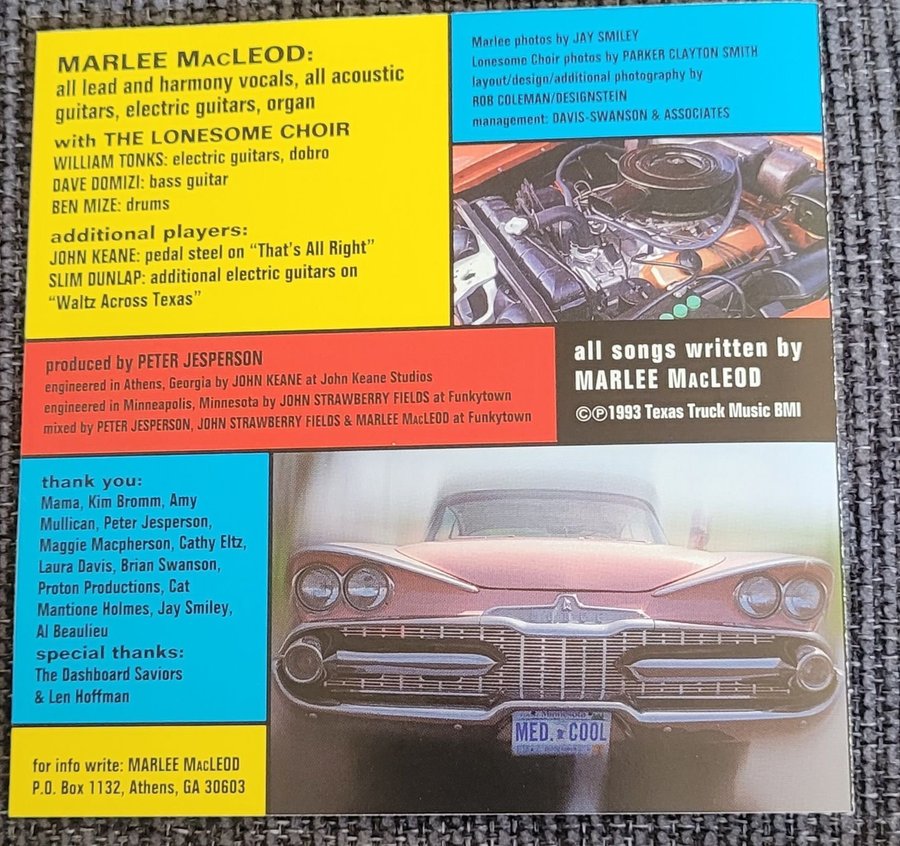 MARLEE MACLEOD:
all lead and harmony vocals, all acoustic
guitars, electric guitars, organ
with THE LONESOME CHOIR
WILLIAM TONKS: electric guitars, dobro
DAVE DOMIZI: bass guitar
BEN MIZE: drums
additional players:
JOHN KEANE: pedal steel on "That's All Right"
SLIM DUNLAP: additional electric guitars on
"Waltz Across Texas"
Marlee photos by JAY SMILEY
Lonesome Choir photos by PARKER CLAYTON SMITH
layout/design/additional photography by
ROB COLEMAN/DESIGNSTEIN
management: DAVIS-SWANSON & ASSOCIATES
produced by PETER JESPERSON
engineered in Athens, Georgia by JOHN KEANE at John Keane Studios
engineered in Minneapolis, Minnesota by JOHN STRAWBERRY FIELDS at Funkytown
mixed by PETER JESPERSON, JOHN STRAWBERRY FIELDS & MARLEE MACLEOD at Funkytown
all songs written by
MARLEE MACLEOD
©℗1993 Texas Truck Music BMI
thank you:
Mama, Kim Bromm, Amy
Mullican, Peter Jesperson,
Maggie Macpherson, Cathy Eltz,
Laura Davis, Brian Swanson,
Proton Productions, Cat
Mantione Holmes, Jay Smiley,
Al Beaulieu
special thanks:
The Dashboard Saviors
& Len Hoffman
for info write: MARLEE MACLEOD
P.O. Box 1132, Athens, GA 30603
Minnesota
MED. COOL